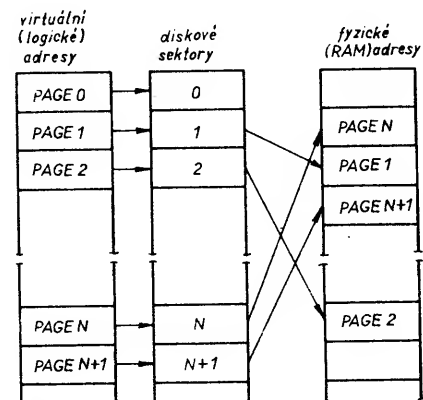 virtuální
(logické)
adresy
diskové
sektory
fyzické
(RAM)adresy
PAGE 0
0
PAGE 1
1
PAGE N
PAGE 2
2
PAGE 1
PAGE N+1
PAGE N
N
PAGE 2
PAGE N+1
N+1